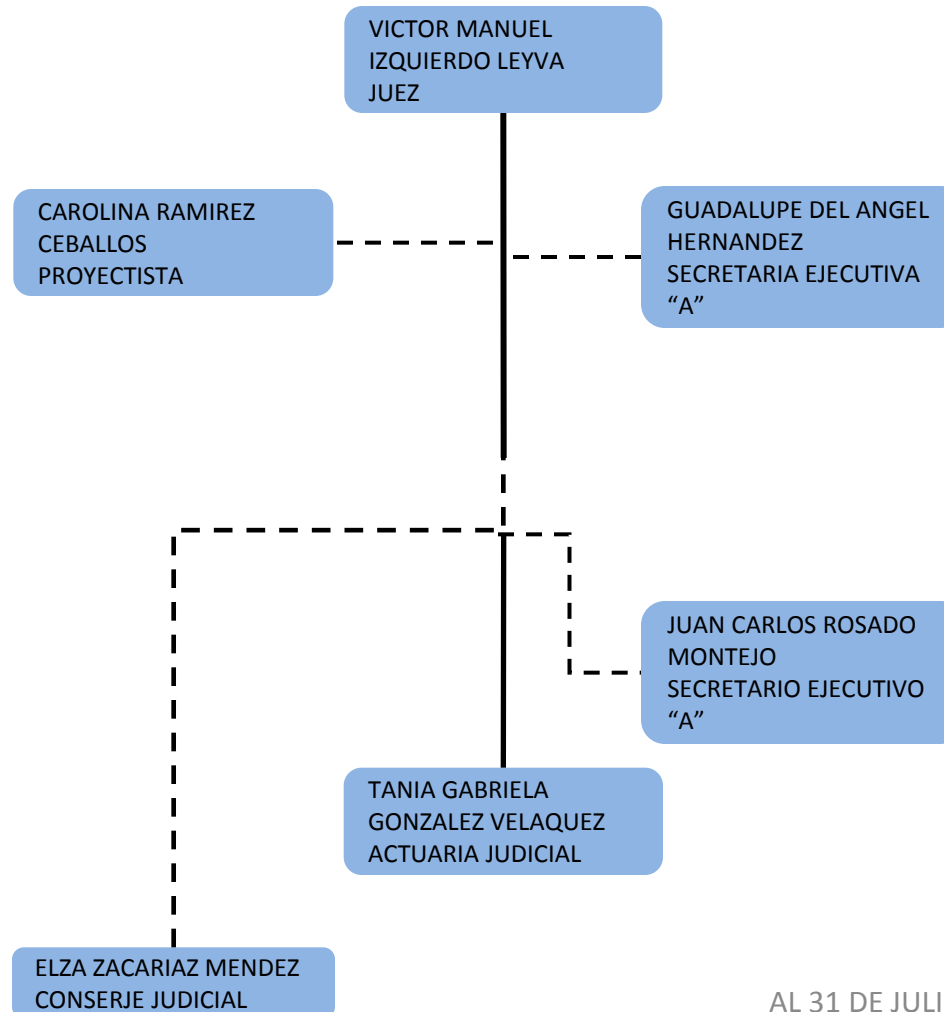 VICTOR MANUEL
IZQUIERDO LEYVA
JUEZ
CAROLINA RAMIREZ
CEBALLOS
PROYECTISTA
GUADALUPE DEL ANGEL
HERNANDEZ
SECRETARIA EJECUTIVA
“A”
JUAN CARLOS ROSADO
MONTEJO
SECRETARIO EJECUTIVO
“A”
TANIA GABRIELA
GONZALEZ VELAQUEZ
ACTUARIA JUDICIAL
ELZA ZACARIAZ MENDEZ
CONSERJE JUDICIAL
AL 31 DE JULI